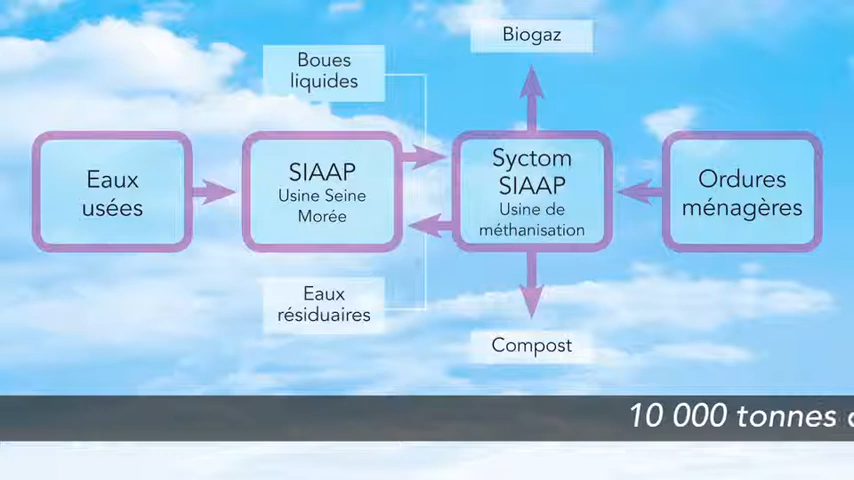 Biogaz
Boues
liquides
Eaux
usées
SIAAP
Usine Seine
Morée
Syctom
SIAAP
Usine de
méthanisation
Ordures
ménagères
Eaux
résiduaires
Compost
10 000 tonnes